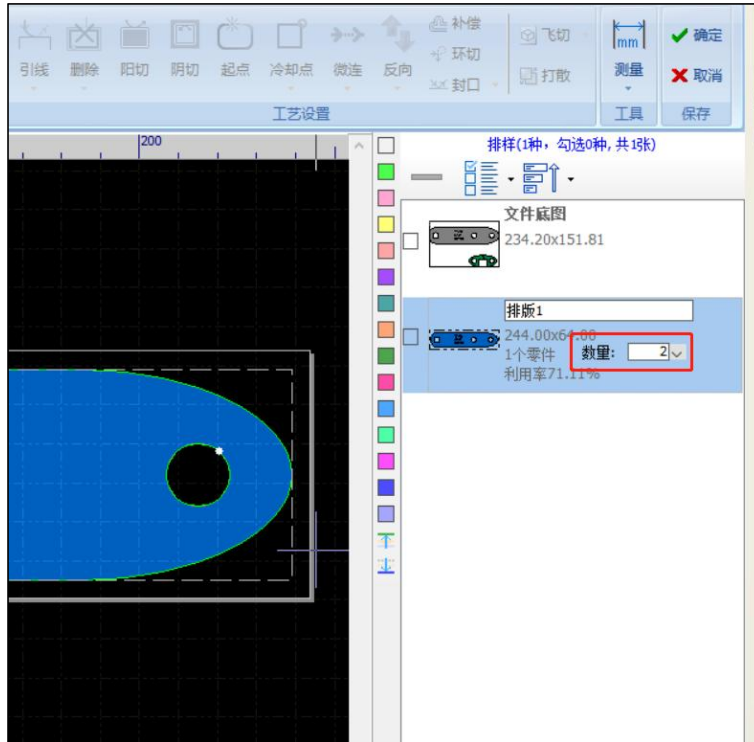 引线 删除 阳切 阴切 起点 冷却点 微连 反向
补偿
环切
封口
飞切
打散
mm
测量
确定
取消
工艺设置 工具 保存
200
排样(1种，勾选0种, 共1张)
文件底图
234.20x151.81
排版1
244.00x64.00
1个零件 数量: 2
利用率71.11%